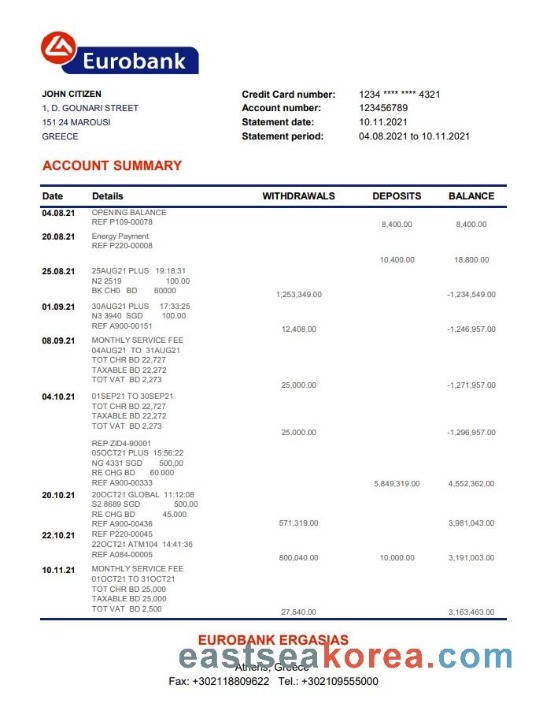 Eurobank
JOHN CITIZEN
1, D. GOUNARI STREET
151 24 MAROUSI
GREECE
Credit Card number: 1234 **** **** 4321
Account number: 123456789
Statement date: 10.11.2021
Statement period: 04.08.2021 to 10.11.2021
ACCOUNT SUMMARY
Date Details WITHDRAWALS DEPOSITS BALANCE
04.08.21 OPENING BALANCE
REF P109-00078
8,400.00 8,400.00
20.08.21 Energy Payment
REF P220-00008
10,400.00 18,800.00
25.08.21 25AUG21 PLUS 19:18:31
N2 2519 100.00
BK CH0 BD 60000
1,253,349.00 -1,234,549.00
01.09.21 30AUG21 PLUS 17:33:25
N3 3940 SGD 100.00
REF A900-00151
12,408.00 -1,246,957.00
08.09.21 MONTHLY SERVICE FEE
04AUG21 TO 31AUG21
TOT CHR BD 22,727
TAXABLE BD 22,272
TOT VAT BD 2,273
25,000.00 -1,271,957.00
04.10.21 01SEP21 TO 30SEP21
TOT CHR BD 22,727
TAXABLE BD 22,272
TOT VAT BD 2,273
25,000.00 -1,296,957.00
REP ZID4-90001
05OCT21 PLUS 15:56:22
NG 4331 SGD 500.00
RE CHG BD 60.000
REF A900-00333
5,849,319.00 4,552,362.00
20.10.21 20OCT21 GLOBAL 11:12:08
S2 8689 SGD 500.00
RE CHG BD 45.000
REF A900-00436
571,319.00 3,981,043.00
22.10.21 REF P220-00045
22OCT21 ATM104 14:41:36
REF A084-00005
800,040.00 10,000.00 3,191,003.00
10.11.21 MONTHLY SERVICE FEE
01OCT21 TO 31OCT21
TOT CHR BD 25,000
TAXABLE BD 25,000
TOT VAT BD 2,500
27,540.00 3,163,463.00
EUROBANK ERGASIAS
eastseakorea.com
Athens, Greece
Fax: +302118809622 Tel.: +302109555000